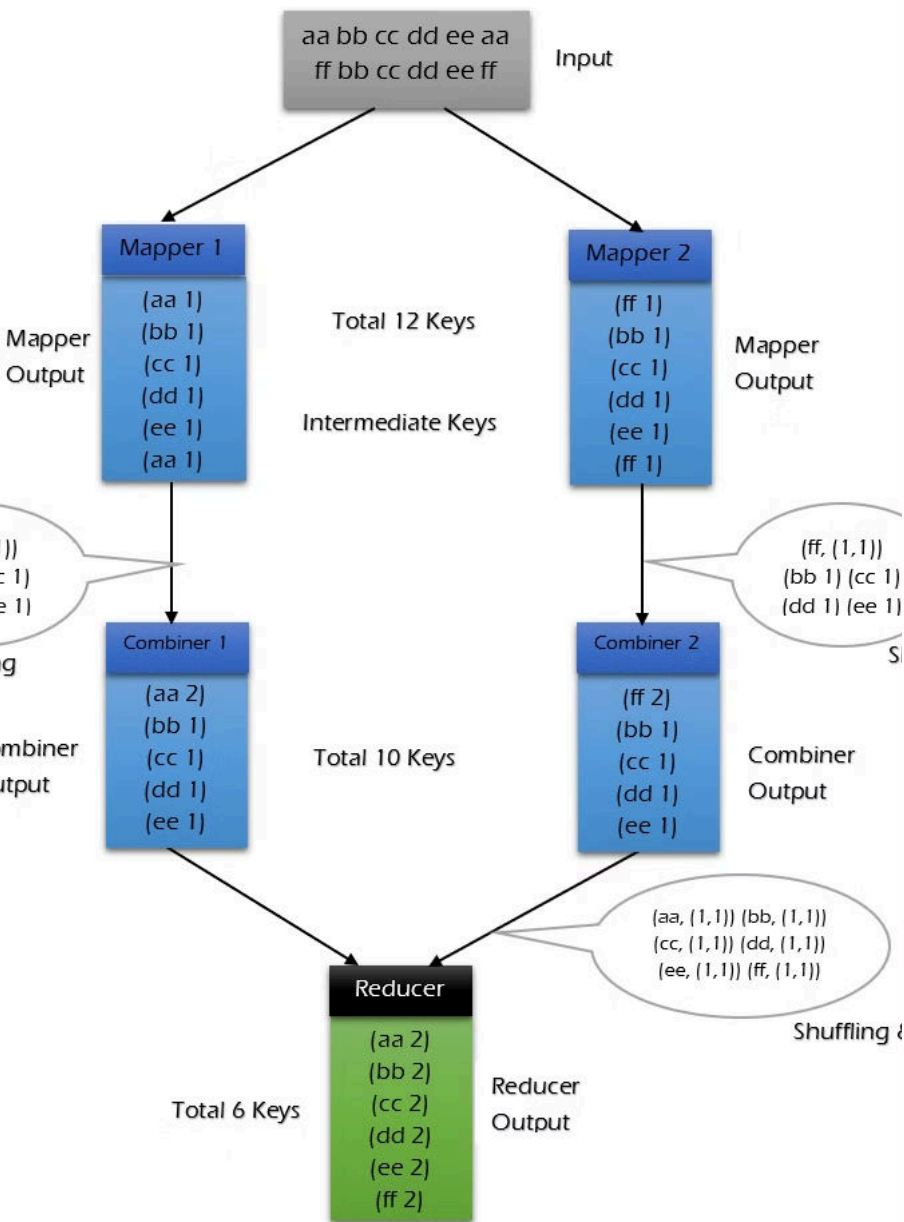 aa bb cc dd ee aa
ff bb cc dd ee ff
Input
Mapper 1
(aa 1)
(bb 1)
(cc 1)
(dd 1)
(ee 1)
(aa 1)
Mapper
Output
Total 12 Keys
Intermediate Keys
Mapper 2
(ff 1)
(bb 1)
(cc 1)
(dd 1)
(ee 1)
(ff 1)
Mapper
Output
(ff, (1,1))
(bb 1) (cc 1)
(dd 1) (ee 1)
Combiner 1
(aa 2)
(bb 1)
(cc 1)
(dd 1)
(ee 1)
Total 10 Keys
Combiner 2
(ff 2)
(bb 1)
(cc 1)
(dd 1)
(ee 1)
Combiner
Output
(aa, (1,1)) (bb, (1,1))
(cc, (1,1)) (dd, (1,1))
(ee, (1,1)) (ff, (1,1))
Shuffling &
Reducer
(aa 2)
(bb 2)
(cc 2)
(dd 2)
(ee 2)
(ff 2)
Total 6 Keys
Reducer
Output